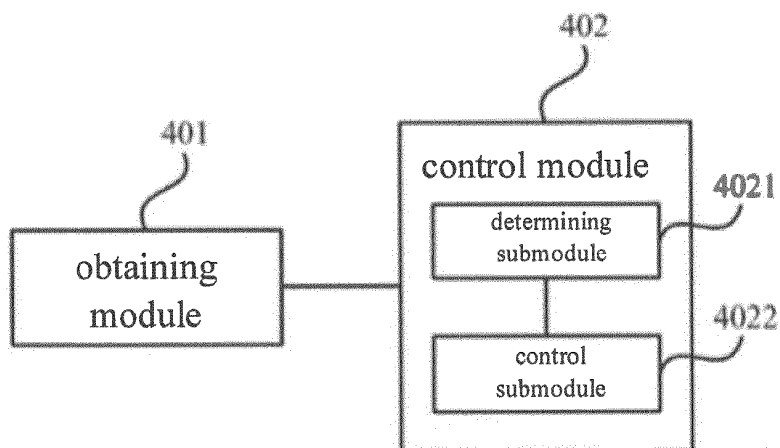 402
401
control module
4021
determining
submodule
obtaining
module
4022
control
submodule